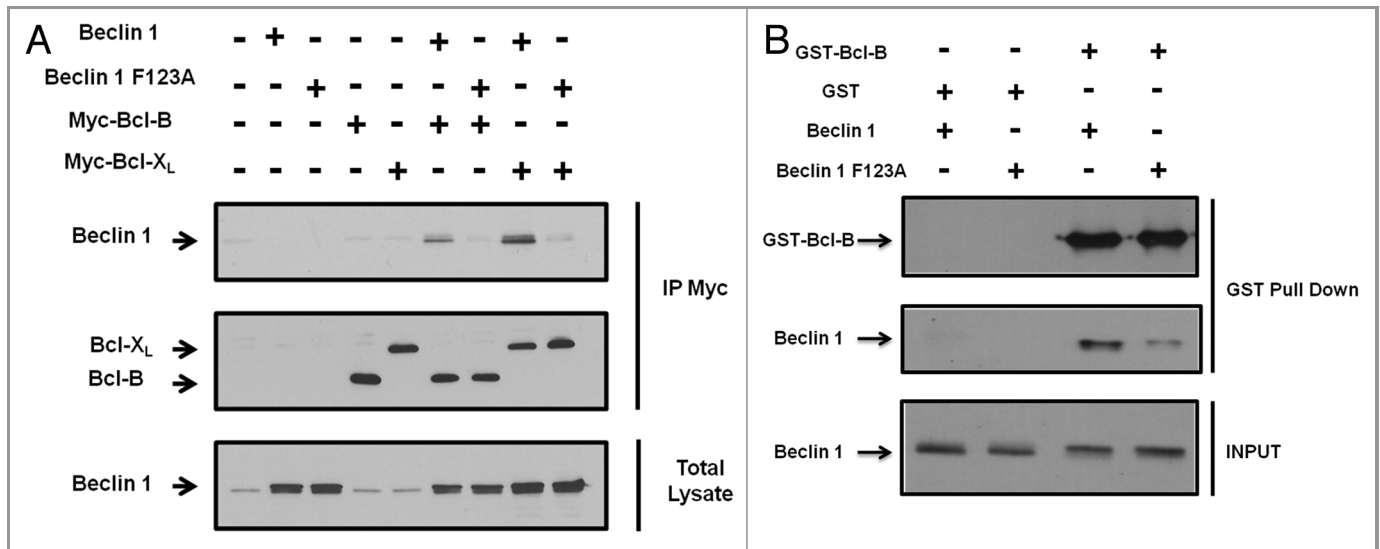 A
Beclin 1 - + - - - + - + -
Beclin 1 F123A - - + - - - + - +
Myc-Bcl-B - - - + - + + - -
Myc-Bcl-XL - - - - + - - + +
Beclin 1
Bcl-XL
Bcl-B
IP Myc
Beclin 1
Total
Lysate
B
GST-Bcl-B - - + +
GST + + - -
Beclin 1 + - + -
Beclin 1 F123A - + - +
GST-Bcl-B
Beclin 1
GST Pull Down
Beclin 1
INPUT